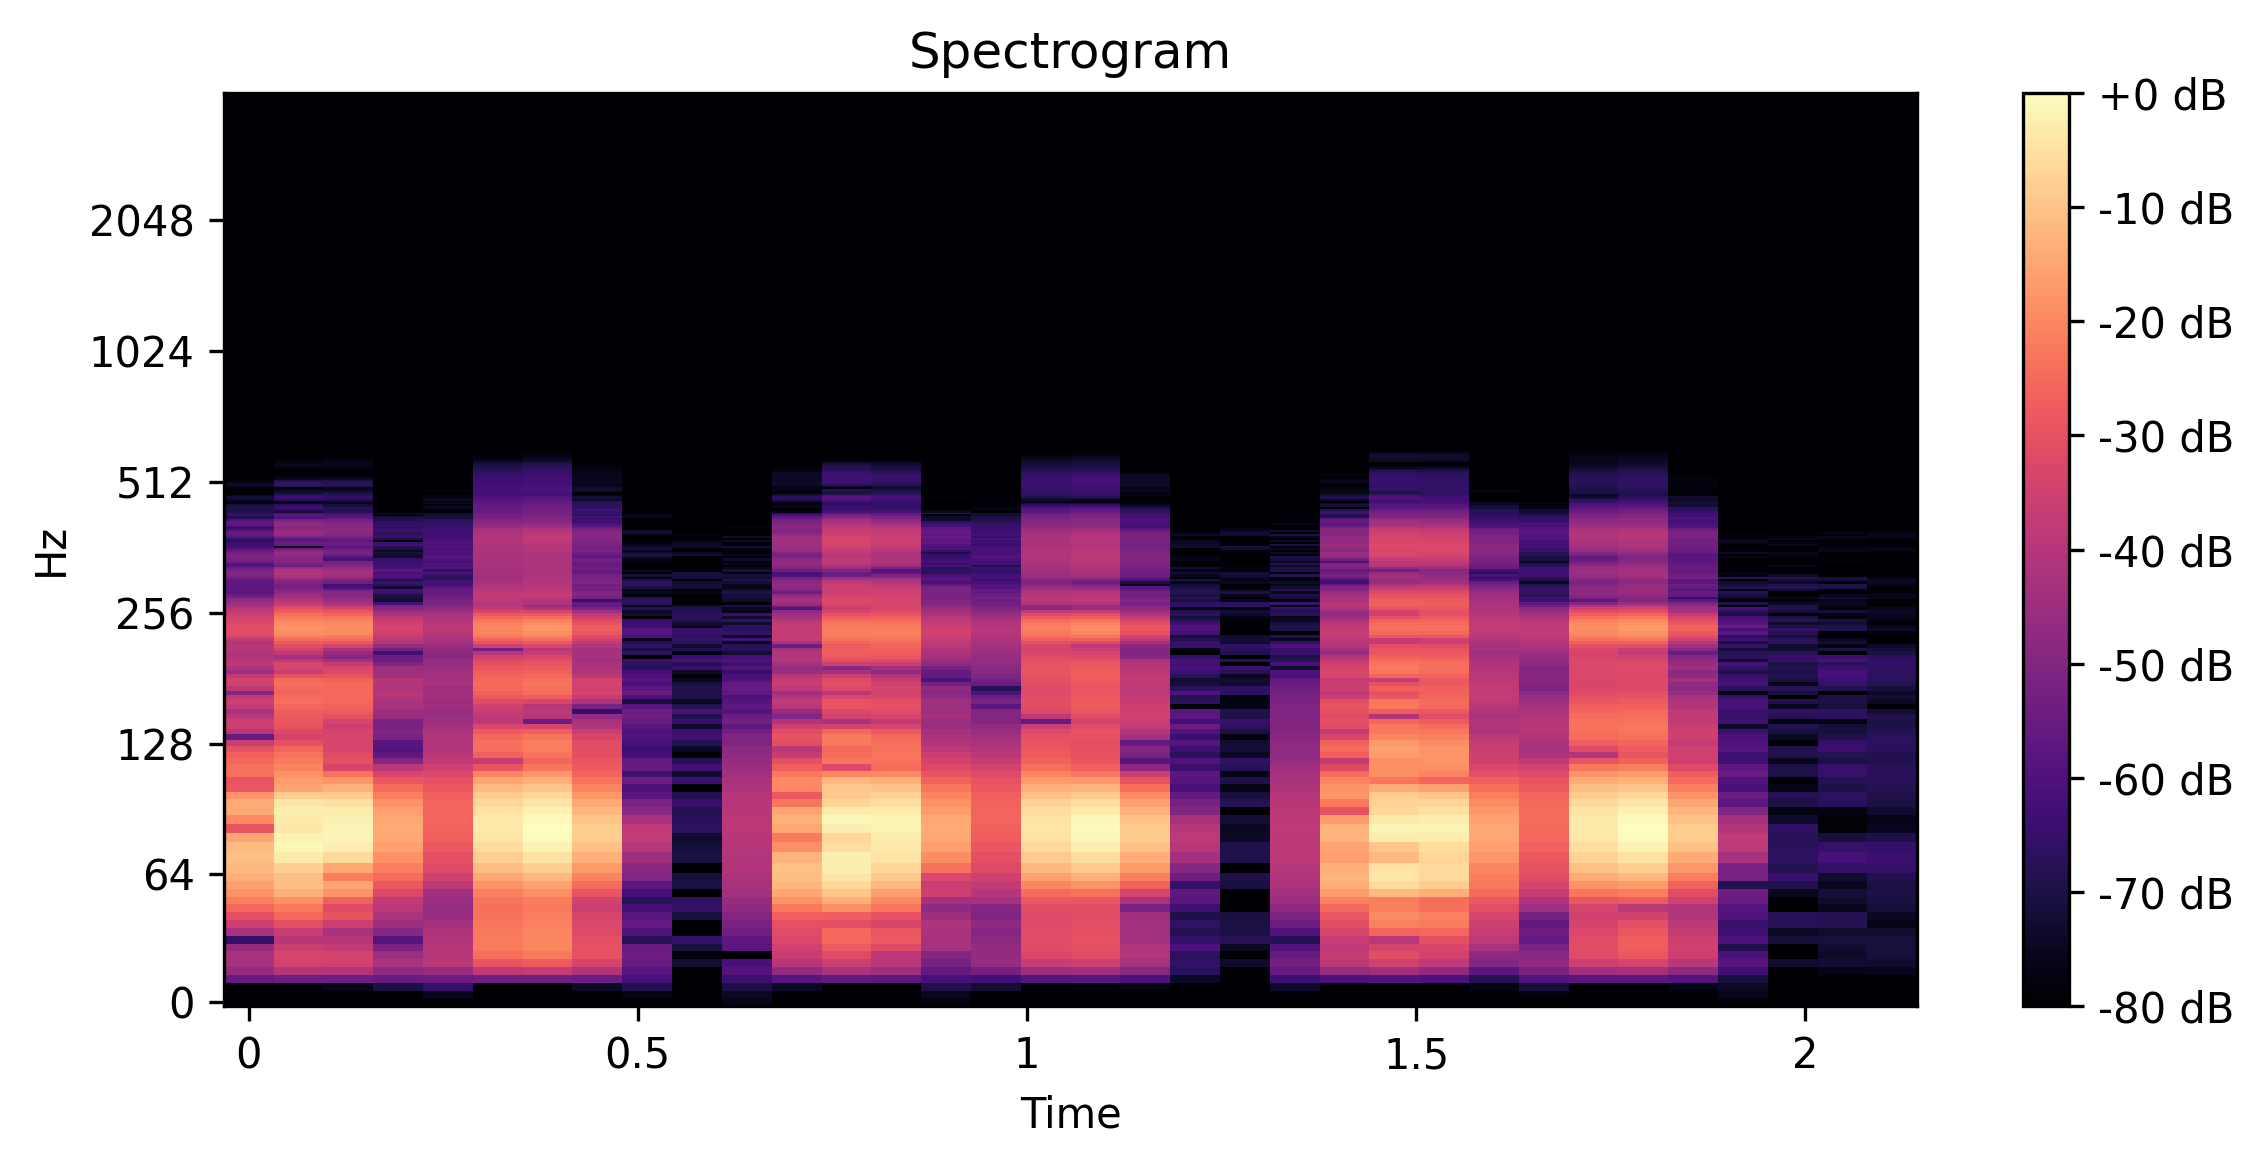 Spectrogram
+0 dB
-10 dB
-20 dB
-30 dB
-40 dB
-50 dB
-60 dB
-70 dB
-80 dB
Hz
2048
1024
512
256
128
64
0
0 0.5 1 1.5 2
Time